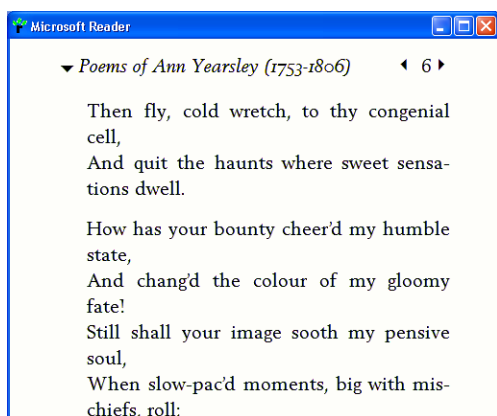 Microsoft Reader
Poems of Ann Yearsley (1753-1806) 6
Then fly, cold wretch, to thy congenial
cell,
And quit the haunts where sweet sensa-
tions dwell.
How has your bounty cheer'd my humble
state,
And chang'd the colour of my gloomy
fate!
Still shall your image sooth my pensive
soul,
When slow-pac'd moments, big with mis-
chiefs, roll;